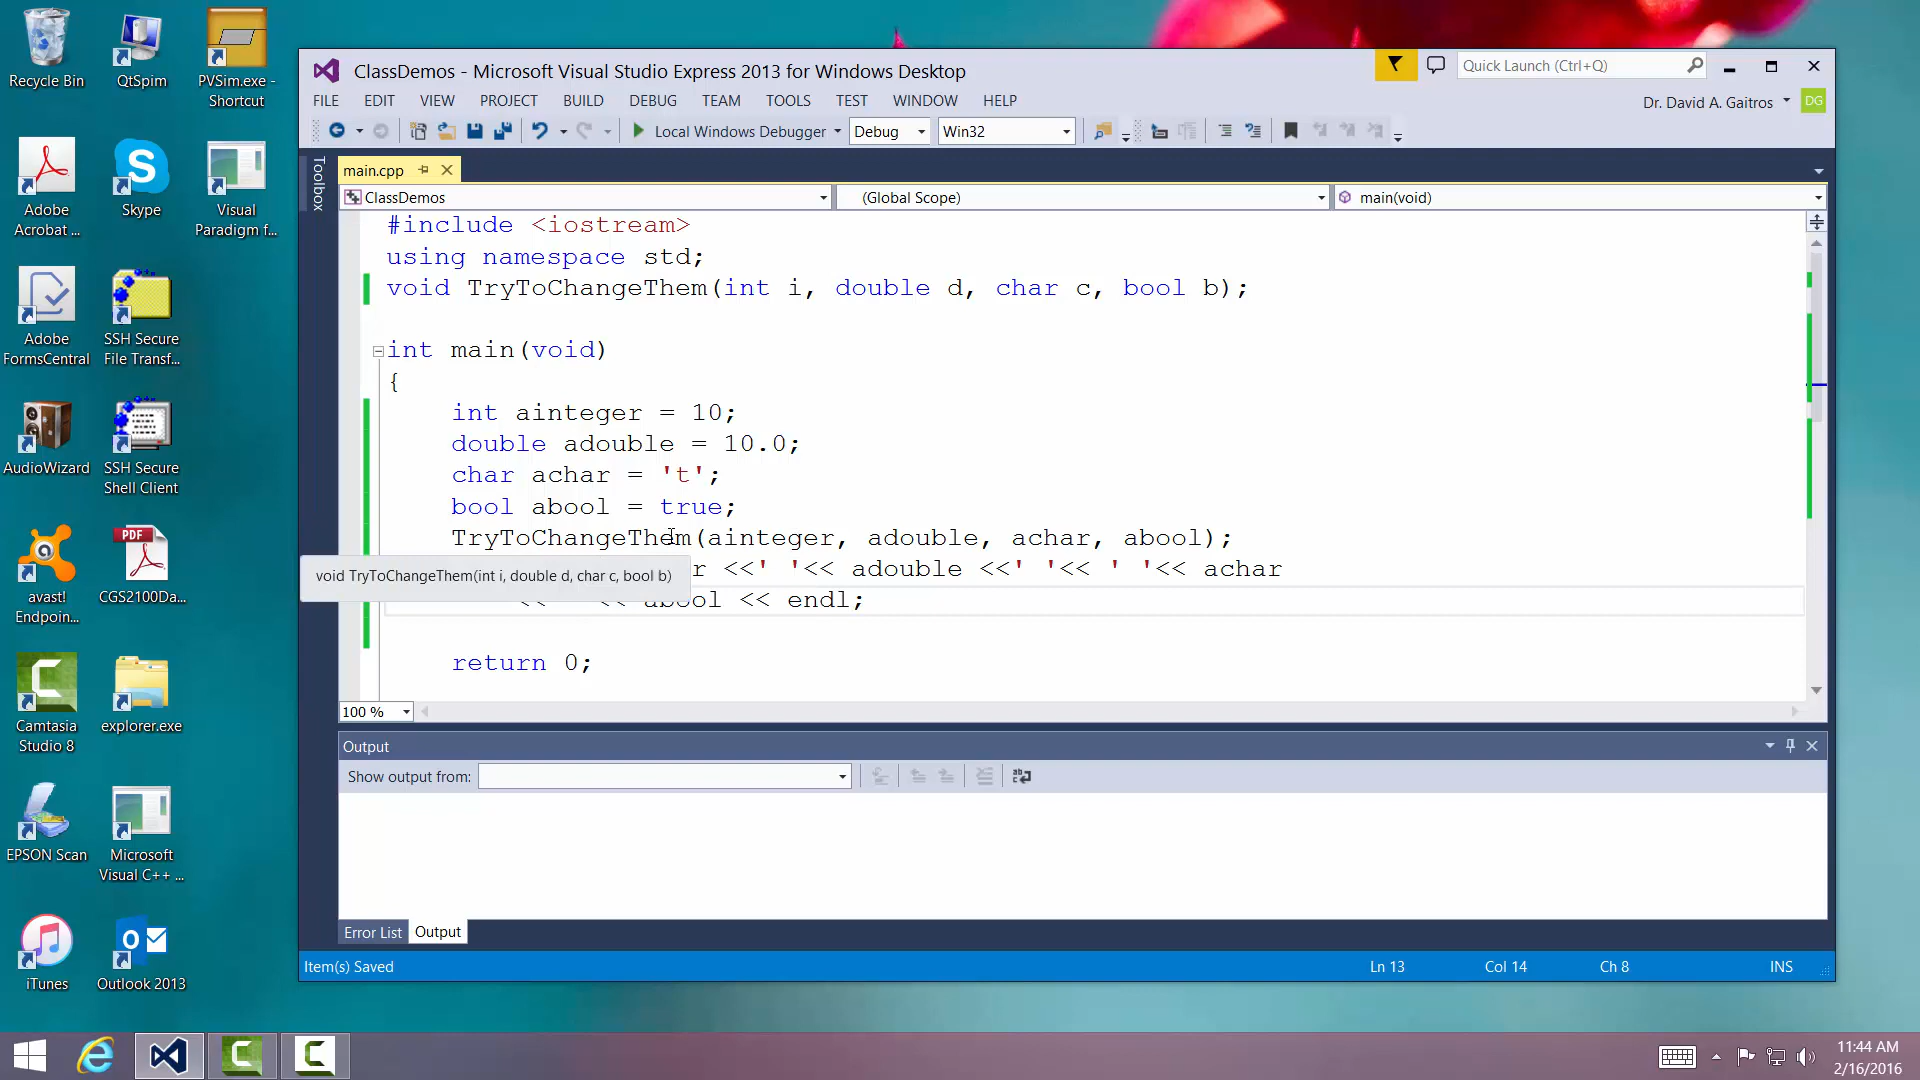 Recycle Bin
QtSpim
PVSim.exe -
Shortcut
Adobe
Acrobat ...
Skype
Visual
Paradigm f...
Adobe
FormsCentral
SSH Secure
File Transf...
AudioWizard
SSH Secure
Shell Client
avast!
Endpoin...
PDF
CGS2100Da...
Camtasia
Studio 8
explorer.exe
EPSON Scan
Microsoft
Visual C++ ...
iTunes
Outlook 2013
ClassDemos - Microsoft Visual Studio Express 2013 for Windows Desktop
Quick Launch (Ctrl+Q)
FILE EDIT VIEW PROJECT BUILD DEBUG TEAM TOOLS TEST WINDOW HELP
Dr. David A. Gaitros DG
Local Windows Debugger Debug Win32
Toolbox
main.cpp
ClassDemos (Global Scope) main(void)
#include <iostream>
using namespace std;
void TryToChangeThem(int i, double d, char c, bool b);
int main(void)
{
int ainteger = 10;
double adouble = 10.0;
char achar = 't';
bool abool = true;
TryToChangeThem(ainteger, adouble, achar, abool);
r <<' '<< adouble <<' '<< ' '<< achar
void TryToChangeThem(int i, double d, char c, bool b)
abool << endl;
return 0;
100 %
Output
Show output from:
Error List Output
Item(s) Saved Ln 13 Col 14 Ch 8 INS
11:44 AM
2/16/2016